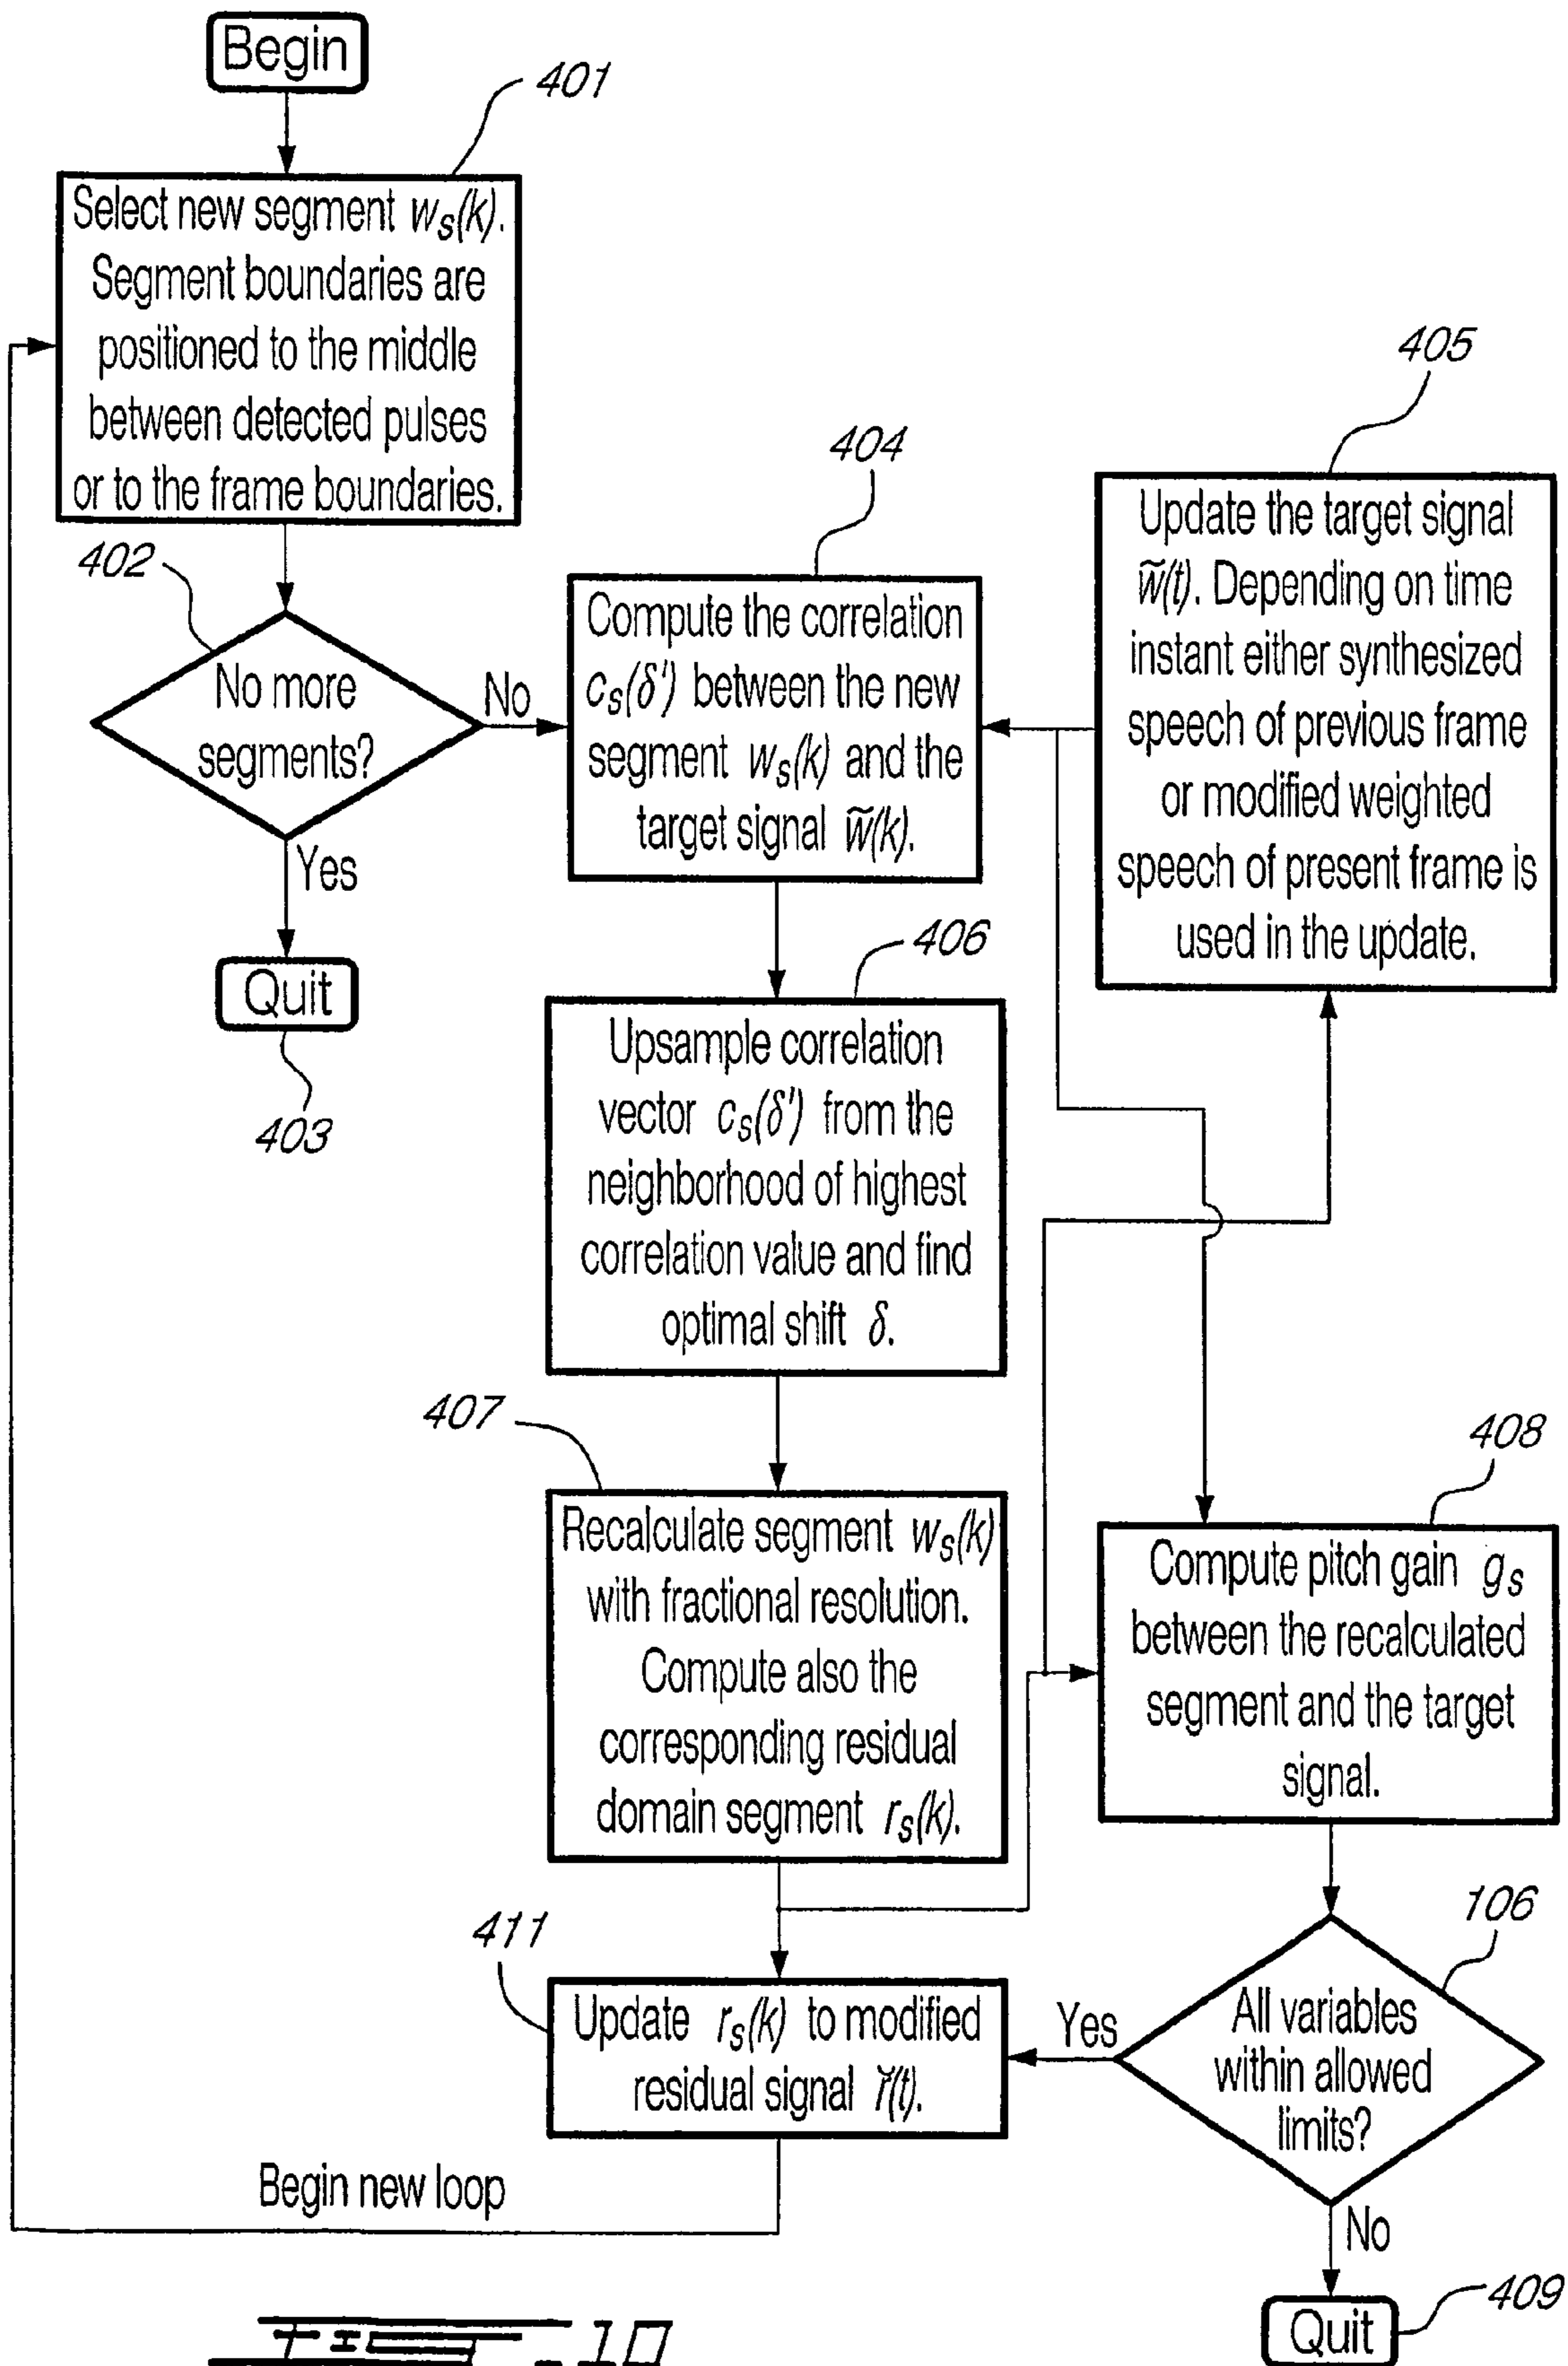 Begin
401
Select new segment wₛ(k).
Segment boundaries are
positioned to the middle
between detected pulses
or to the frame boundaries.
402
No more
segments?
No
Yes
Quit
403
404
Compute the correlation
cₛ(δ') between the new
segment wₛ(k) and the
target signal w̃(k).
405
Update the target signal
w̃(t). Depending on time
instant either synthesized
speech of previous frame
or modified weighted
speech of present frame is
used in the update.
406
Upsample correlation
vector cₛ(δ') from the
neighborhood of highest
correlation value and find
optimal shift δ.
407
Recalculate segment wₛ(k)
with fractional resolution.
Compute also the
corresponding residual
domain segment rₛ(k).
408
Compute pitch gain gₛ
between the recalculated
segment and the target
signal.
411
Update rₛ(k) to modified
residual signal r̆(t).
106
All variables
within allowed
limits?
Yes
No
Begin new loop
409
Quit
FIG_10